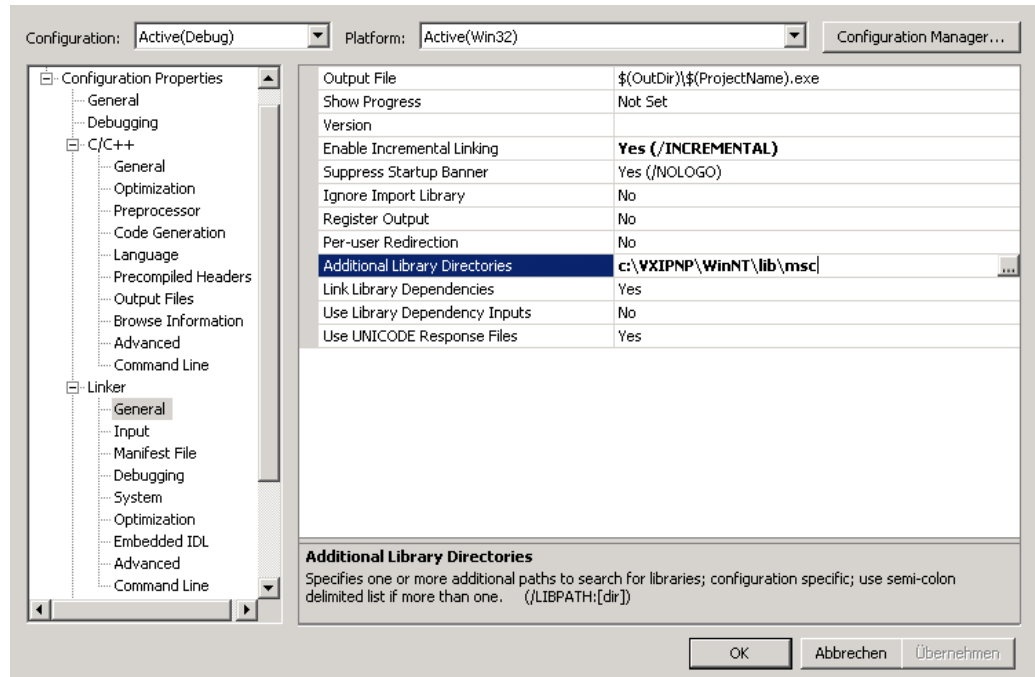 Configuration: Active(Debug) Platform: Active(Win32) Configuration Manager...
Configuration Properties
General
Debugging
C/C++
General
Optimization
Preprocessor
Code Generation
Language
Precompiled Headers
Output Files
Browse Information
Advanced
Command Line
Linker
General
Input
Manifest File
Debugging
System
Optimization
Embedded IDL
Advanced
Command Line
Output File $(OutDir)\$(ProjectName).exe
Show Progress Not Set
Version
Enable Incremental Linking Yes (/INCREMENTAL)
Suppress Startup Banner Yes (/NOLOGO)
Ignore Import Library No
Register Output No
Per-user Redirection No
Additional Library Directories c:\VXIPNP\WinNT\lib\msc ...
Link Library Dependencies Yes
Use Library Dependency Inputs No
Use UNICODE Response Files Yes
Additional Library Directories
Specifies one or more additional paths to search for libraries; configuration specific; use semi-colon
delimited list if more than one. (/LIBPATH:[dir])
OK Abbrechen Übernehmen